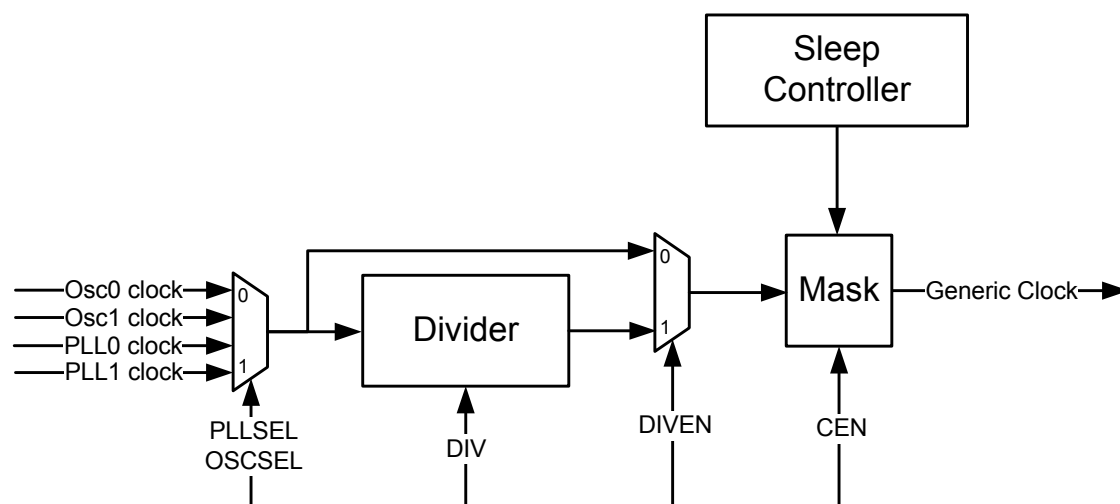 Sleep
Controller
Osc0 clock
Osc1 clock
PLL0 clock
PLL1 clock
0
1
PLLSEL
OSCSEL
Divider
DIV
0
1
DIVEN
Mask
CEN
Generic Clock